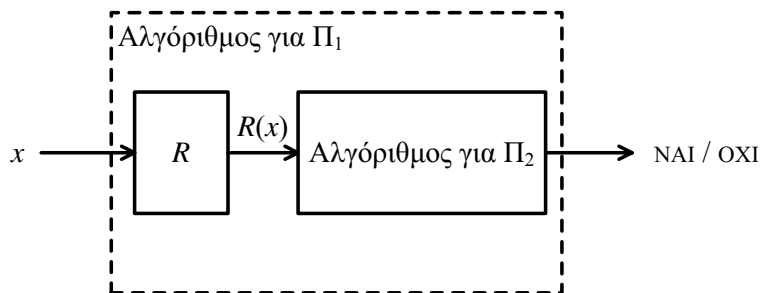 Αλγόριθμος για Π1
x
R
R(x)
Αλγόριθμος για Π2
ΝΑΙ / ΟΧΙ